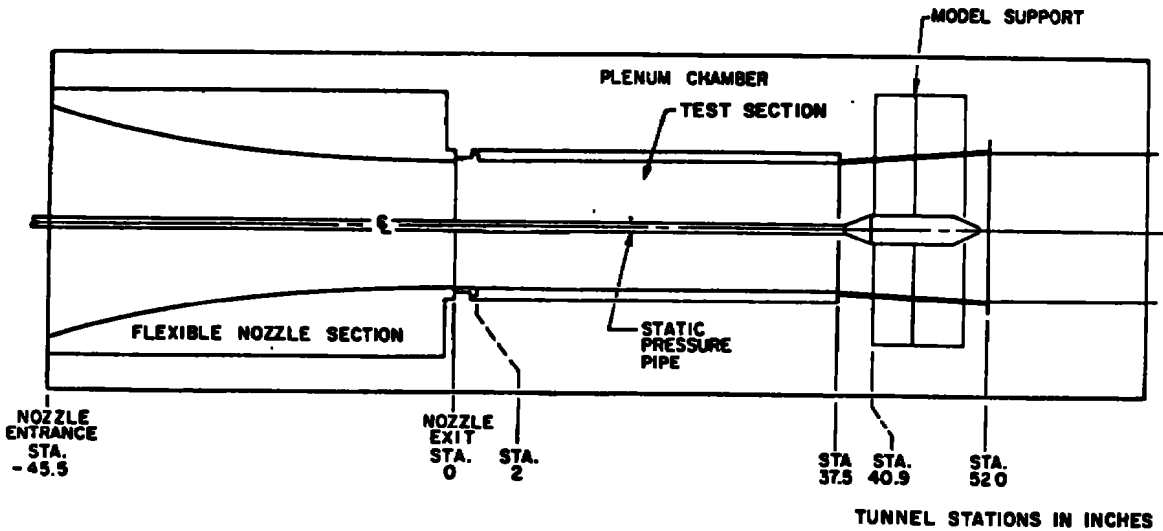 MODEL SUPPORT
PLENUM CHAMBER
TEST SECTION
℄
FLEXIBLE NOZZLE SECTION
STATIC
PRESSURE
PIPE
NOZZLE
ENTRANCE
STA.
-45.5
NOZZLE
EXIT
STA.
0
STA.
2
STA
37.5
STA.
40.9
STA.
52 0
TUNNEL STATIONS IN INCHES